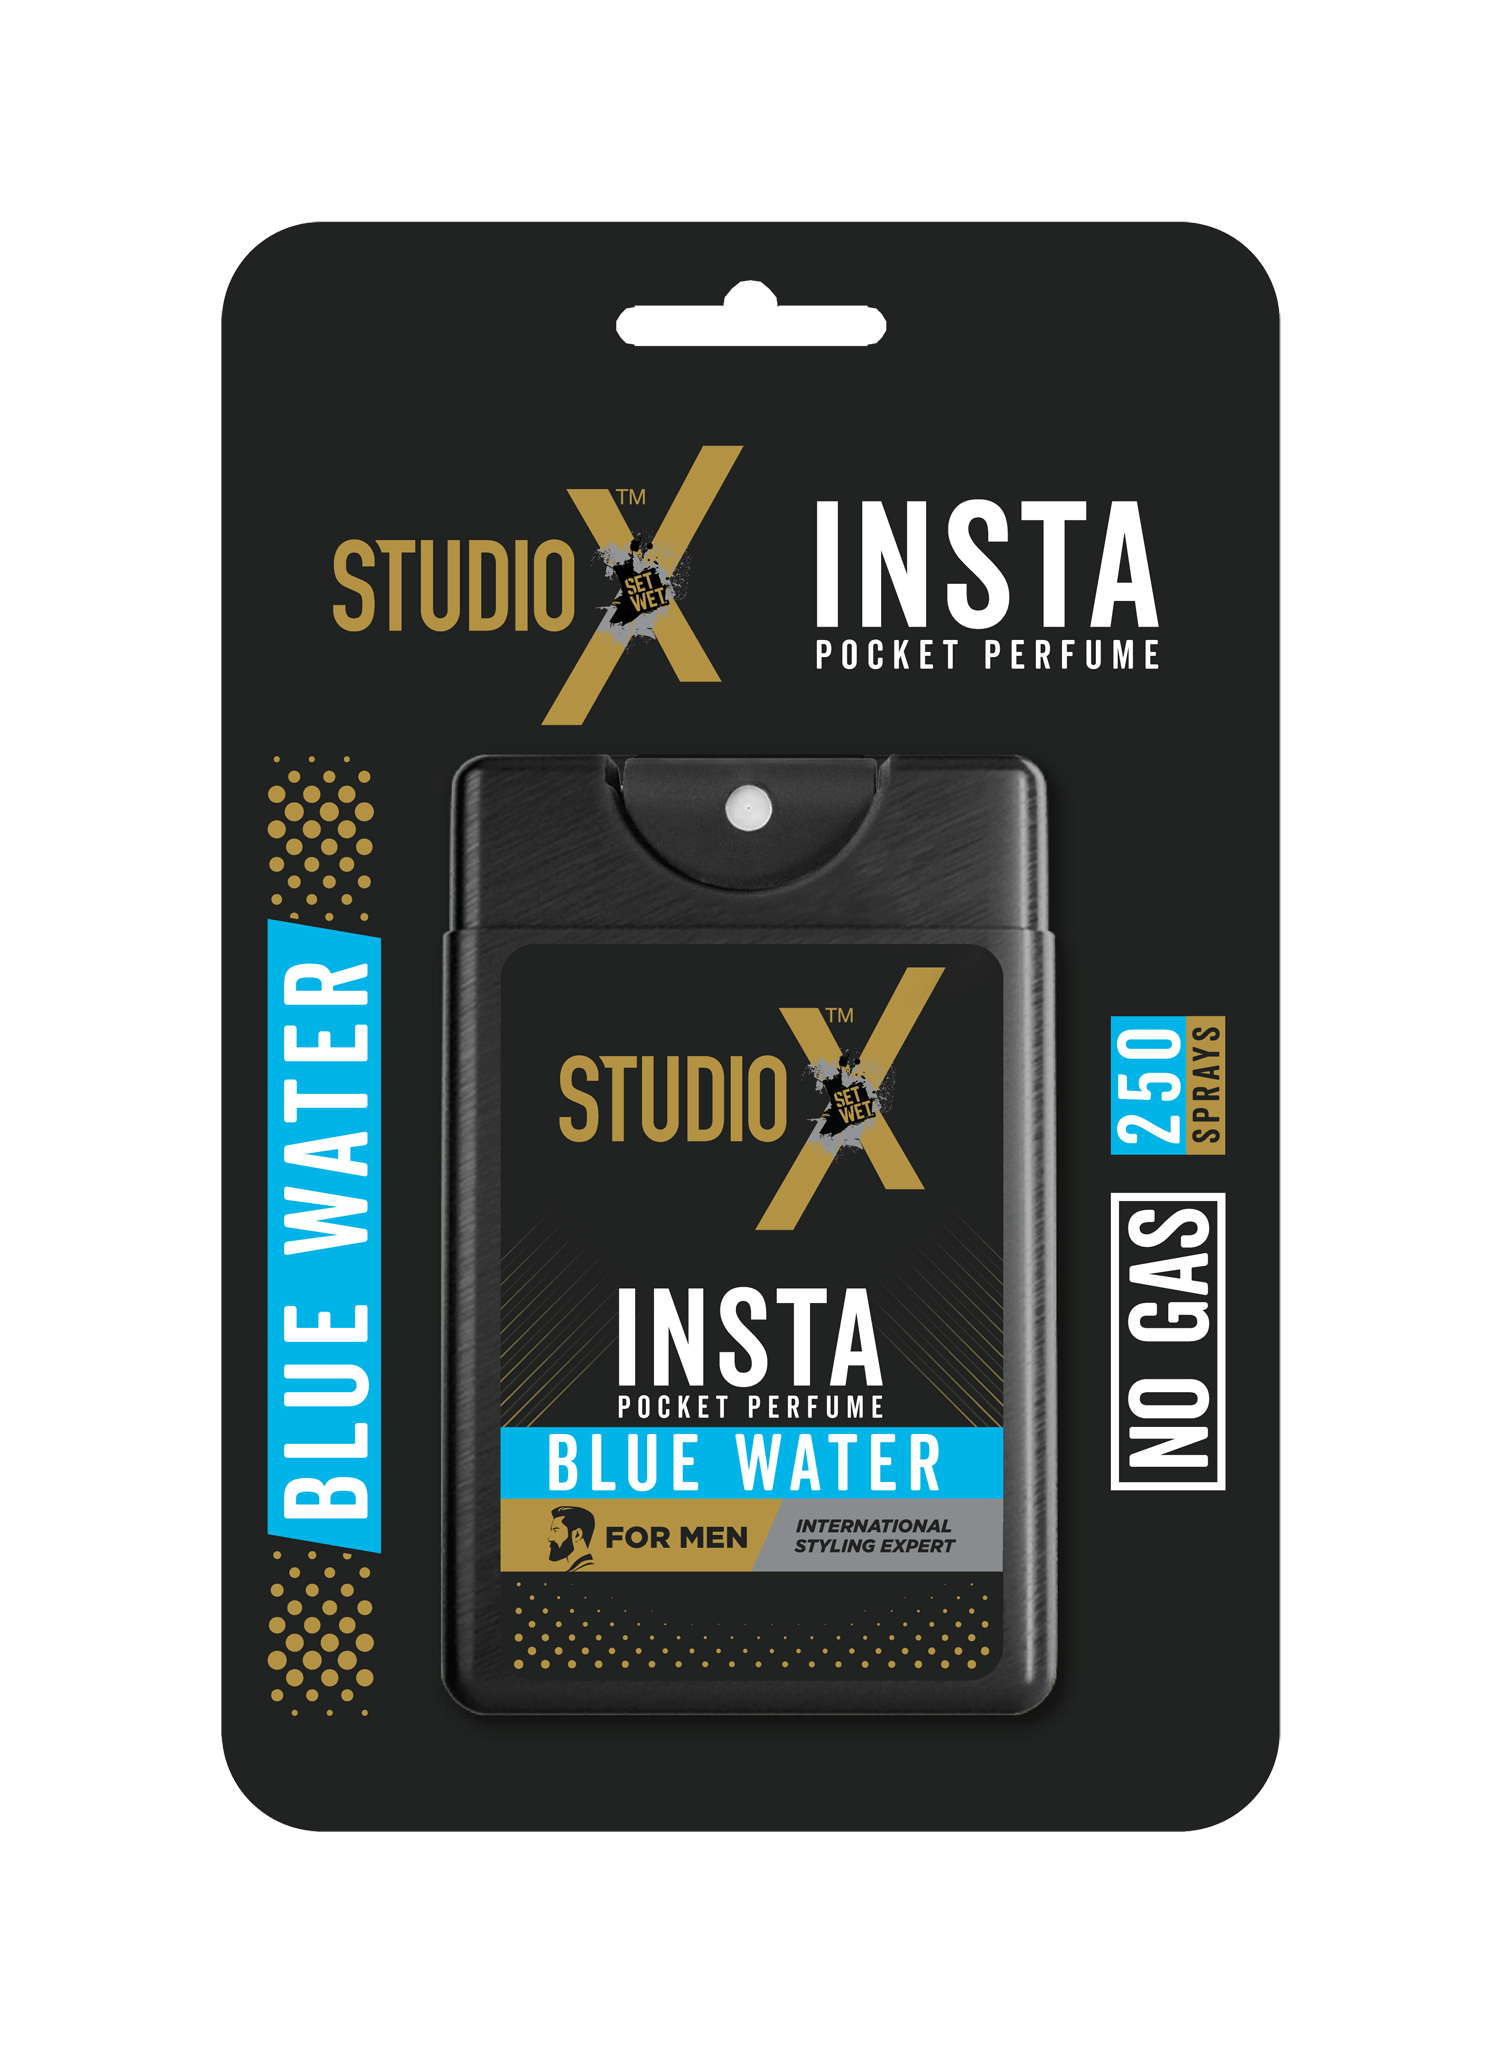 STUDIO X
TM
SET
WET.
INSTA
POCKET PERFUME
BLUE WATER
250
SPRAYS
NO GAS
STUDIO X
TM
SET
WET.
INSTA
POCKET PERFUME
BLUE WATER
FOR MEN
INTERNATIONAL
STYLING EXPERT